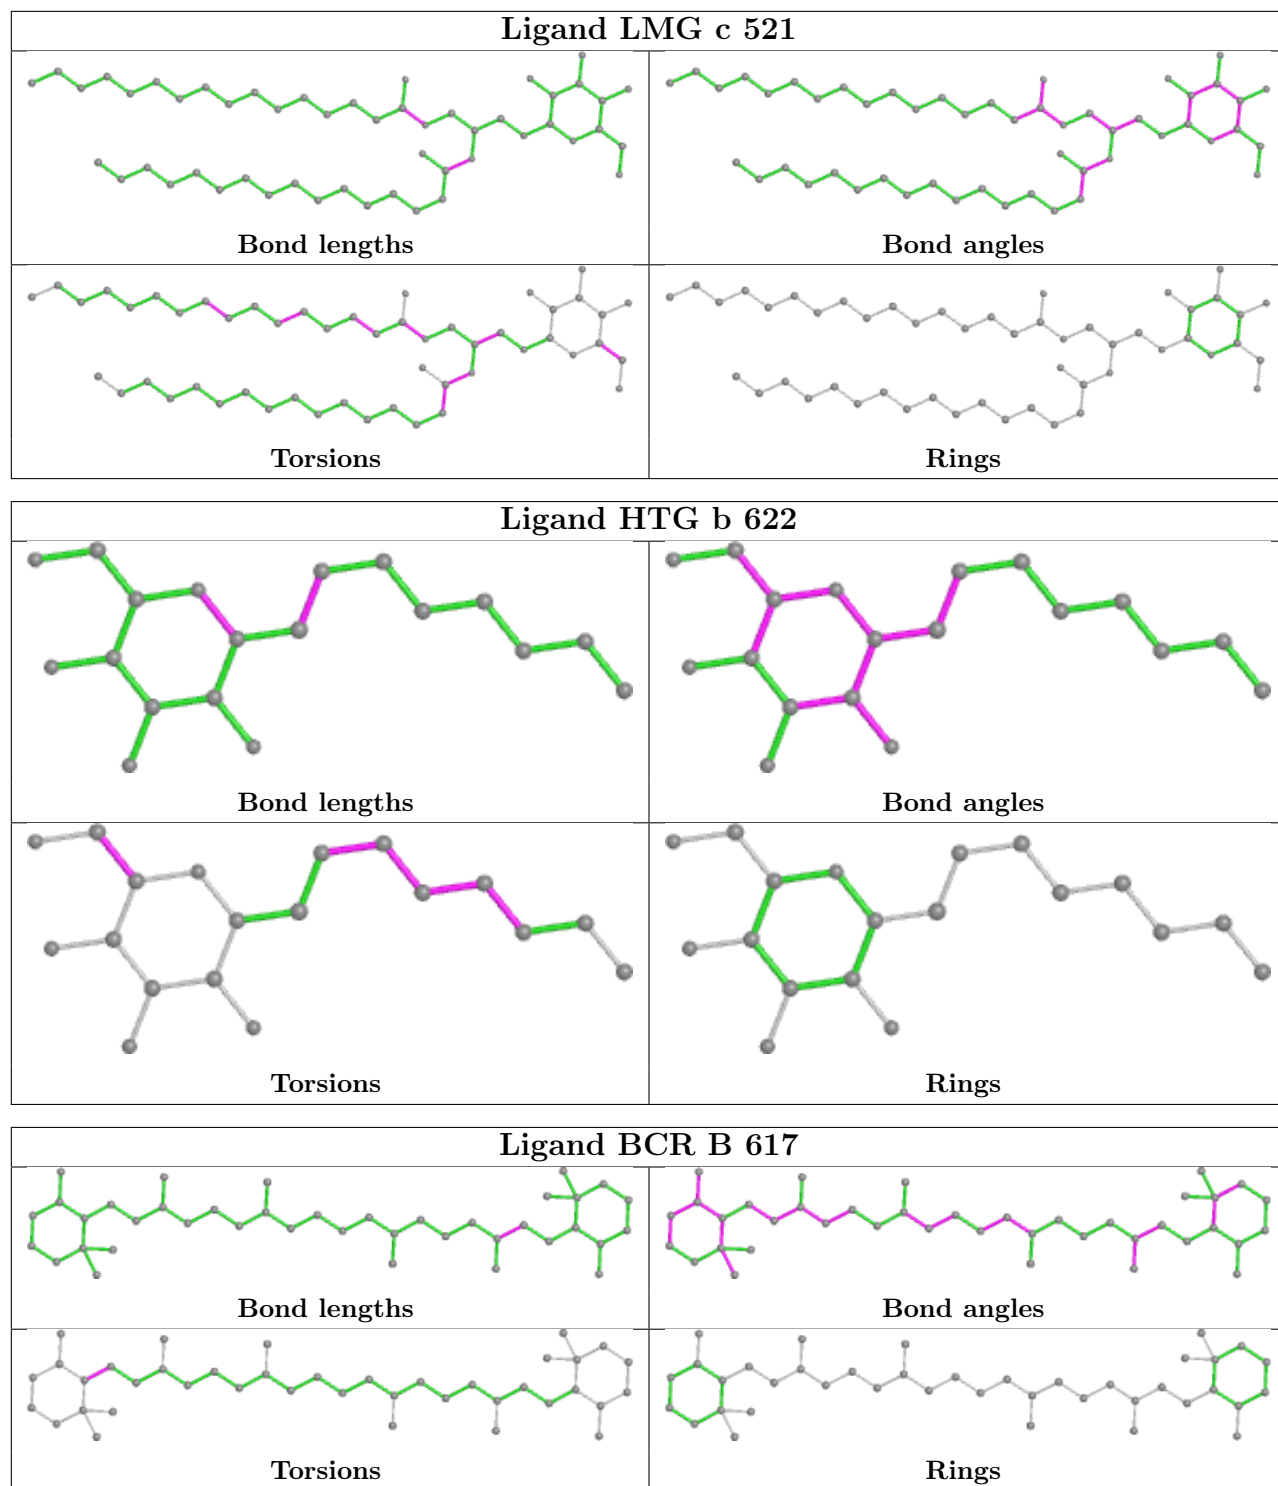 Ligand LMG c 521
Bond lengths
Bond angles
Torsions
Rings
Ligand HTG b 622
Bond lengths
Bond angles
Torsions
Rings
Ligand BCR B 617
Bond lengths
Bond angles
Torsions
Rings